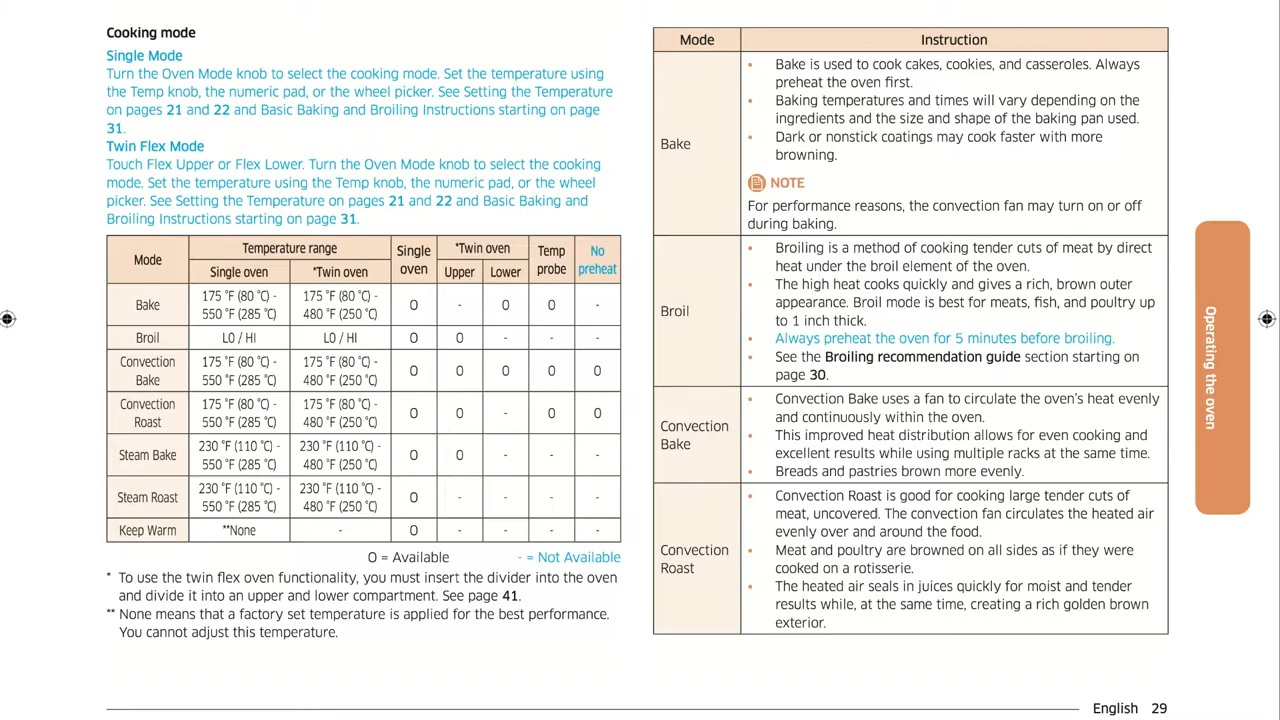 Cooking mode
Single Mode
Turn the Oven Mode knob to select the cooking mode. Set the temperature using
the Temp knob, the numeric pad, or the wheel picker. See Setting the Temperature
on pages 21 and 22 and Basic Baking and Broiling Instructions starting on page
31.
Twin Flex Mode
Touch Flex Upper or Flex Lower. Turn the Oven Mode knob to select the cooking
mode. Set the temperature using the Temp knob, the numeric pad, or the wheel
picker. See Setting the Temperature on pages 21 and 22 and Basic Baking and
Broiling Instructions starting on page 31.
Mode Temperature range Single oven *Twin oven Temp probe No preheat
Single oven *Twin oven Upper Lower
Bake 175 °F (80 °C) - 550 °F (285 °C) 175 °F (80 °C) - 480 °F (250 °C) O - O O -
Broil LO / HI LO / HI O O - - -
Convection Bake 175 °F (80 °C) - 550 °F (285 °C) 175 °F (80 °C) - 480 °F (250 °C) O O O O O
Convection Roast 175 °F (80 °C) - 550 °F (285 °C) 175 °F (80 °C) - 480 °F (250 °C) O O - O O
Steam Bake 230 °F (110 °C) - 550 °F (285 °C) 230 °F (110 °C) - 480 °F (250 °C) O O - - -
Steam Roast 230 °F (110 °C) - 550 °F (285 °C) 230 °F (110 °C) - 480 °F (250 °C) O - - - -
Keep Warm **None - O - - - -
O = Available - = Not Available
* To use the twin flex oven functionality, you must insert the divider into the oven
and divide it into an upper and lower compartment. See page 41.
** None means that a factory set temperature is applied for the best performance.
You cannot adjust this temperature.
Mode Instruction
Bake
• Bake is used to cook cakes, cookies, and casseroles. Always
preheat the oven first.
• Baking temperatures and times will vary depending on the
ingredients and the size and shape of the baking pan used.
• Dark or nonstick coatings may cook faster with more
browning.
NOTE
For performance reasons, the convection fan may turn on or off
during baking.
Broil
• Broiling is a method of cooking tender cuts of meat by direct
heat under the broil element of the oven.
• The high heat cooks quickly and gives a rich, brown outer
appearance. Broil mode is best for meats, fish, and poultry up
to 1 inch thick.
• Always preheat the oven for 5 minutes before broiling.
• See the Broiling recommendation guide section starting on
page 30.
Convection
Bake
• Convection Bake uses a fan to circulate the oven's heat evenly
and continuously within the oven.
• This improved heat distribution allows for even cooking and
excellent results while using multiple racks at the same time.
• Breads and pastries brown more evenly.
Convection
Roast
• Convection Roast is good for cooking large tender cuts of
meat, uncovered. The convection fan circulates the heated air
evenly over and around the food.
• Meat and poultry are browned on all sides as if they were
cooked on a rotisserie.
• The heated air seals in juices quickly for moist and tender
results while, at the same time, creating a rich golden brown
exterior.
Operating the oven
English 29